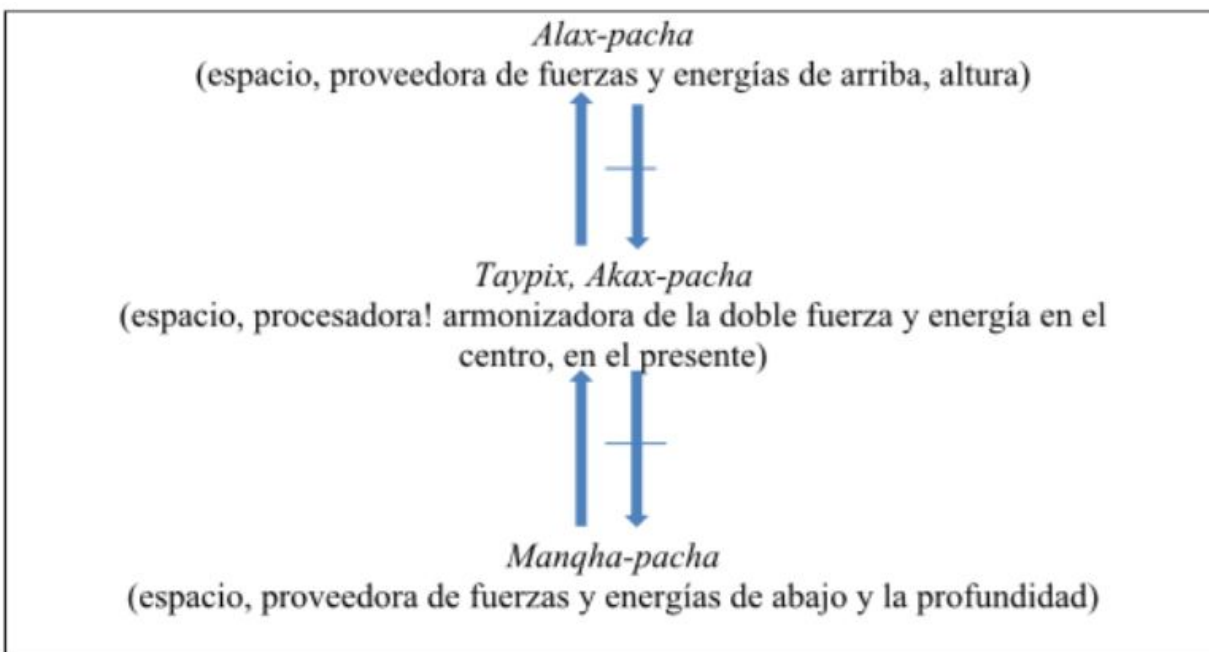 Alax-pacha
(espacio, proveedora de fuerzas y energías de arriba, altura)
Taypix, Akax-pacha
(espacio, procesadora! armonizadora de la doble fuerza y energía en el
centro, en el presente)
Manqha-pacha
(espacio, proveedora de fuerzas y energías de abajo y la profundidad)